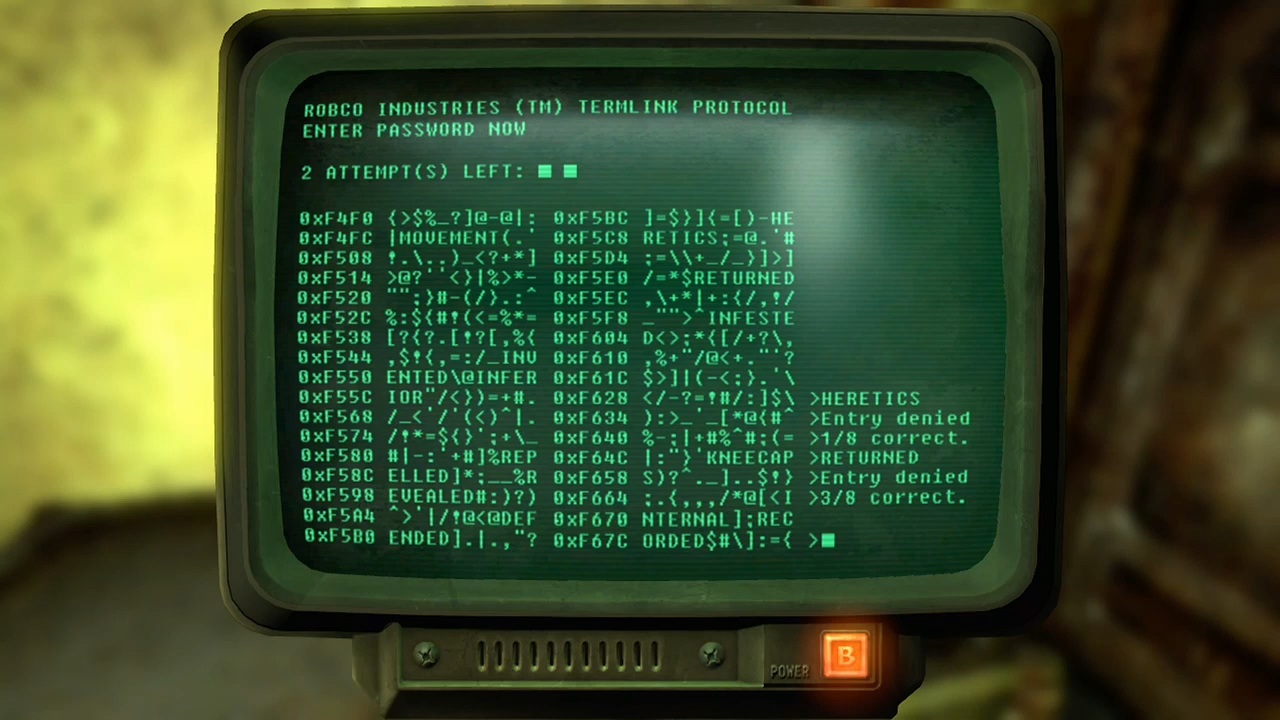 ROBCO INDUSTRIES (TM) TERMLINK PROTOCOL
ENTER PASSWORD NOW
2 ATTEMPT(S) LEFT: ■ ■
0xF4F0 {>$%_?]@-@|: 0xF5BC ]=$}]{=[)-HE
0xF4FC |MOVEMENT(.' 0xF5C8 RETICS;=@.'#
0xF508 !.\..)_<?+*] 0xF5D4 ;=\\+_/_}]>]
0xF514 >@?''<}|%>*- 0xF5E0 /=*$RETURNED
0xF520 "";}#-(/}.:^ 0xF5EC ,\+*|+:{/,!/
0xF52C %:${#!(<=%*= 0xF5F8 _"">^INFESTE
0xF538 [?{?.[!?[,%{ 0xF604 D<>;*{[/+?\,
0xF544 ,$!{,=:/_INV 0xF610 ,%+"/@<+."'?
0xF550 ENTED\@INFER 0xF61C $>]|(-<;}.'\
0xF55C IOR"/<})=+#. 0xF628 </-?=!#/:]$\ >HERETICS
0xF568 /_<'/'(<)^|. 0xF634 ):>_'_[*@{#^ >Entry denied
0xF574 /!*=${}';+\_ 0xF640 %-;|+#%^#;(= >1/8 correct.
0xF580 #|-:'+#]%REP 0xF64C |:"}'KNEECAP >RETURNED
0xF58C ELLED]*;__%R 0xF658 S)?^._]..$!} >Entry denied
0xF598 EVEALED#:)?) 0xF664 ;.{,,,/*@[<I >3/8 correct.
0xF5A4 ^>'|/!@<@DEF 0xF670 NTERNAL];REC
0xF5B0 ENDED].|.,"? 0xF67C ORDED$#\]:={ >■
POWER
B